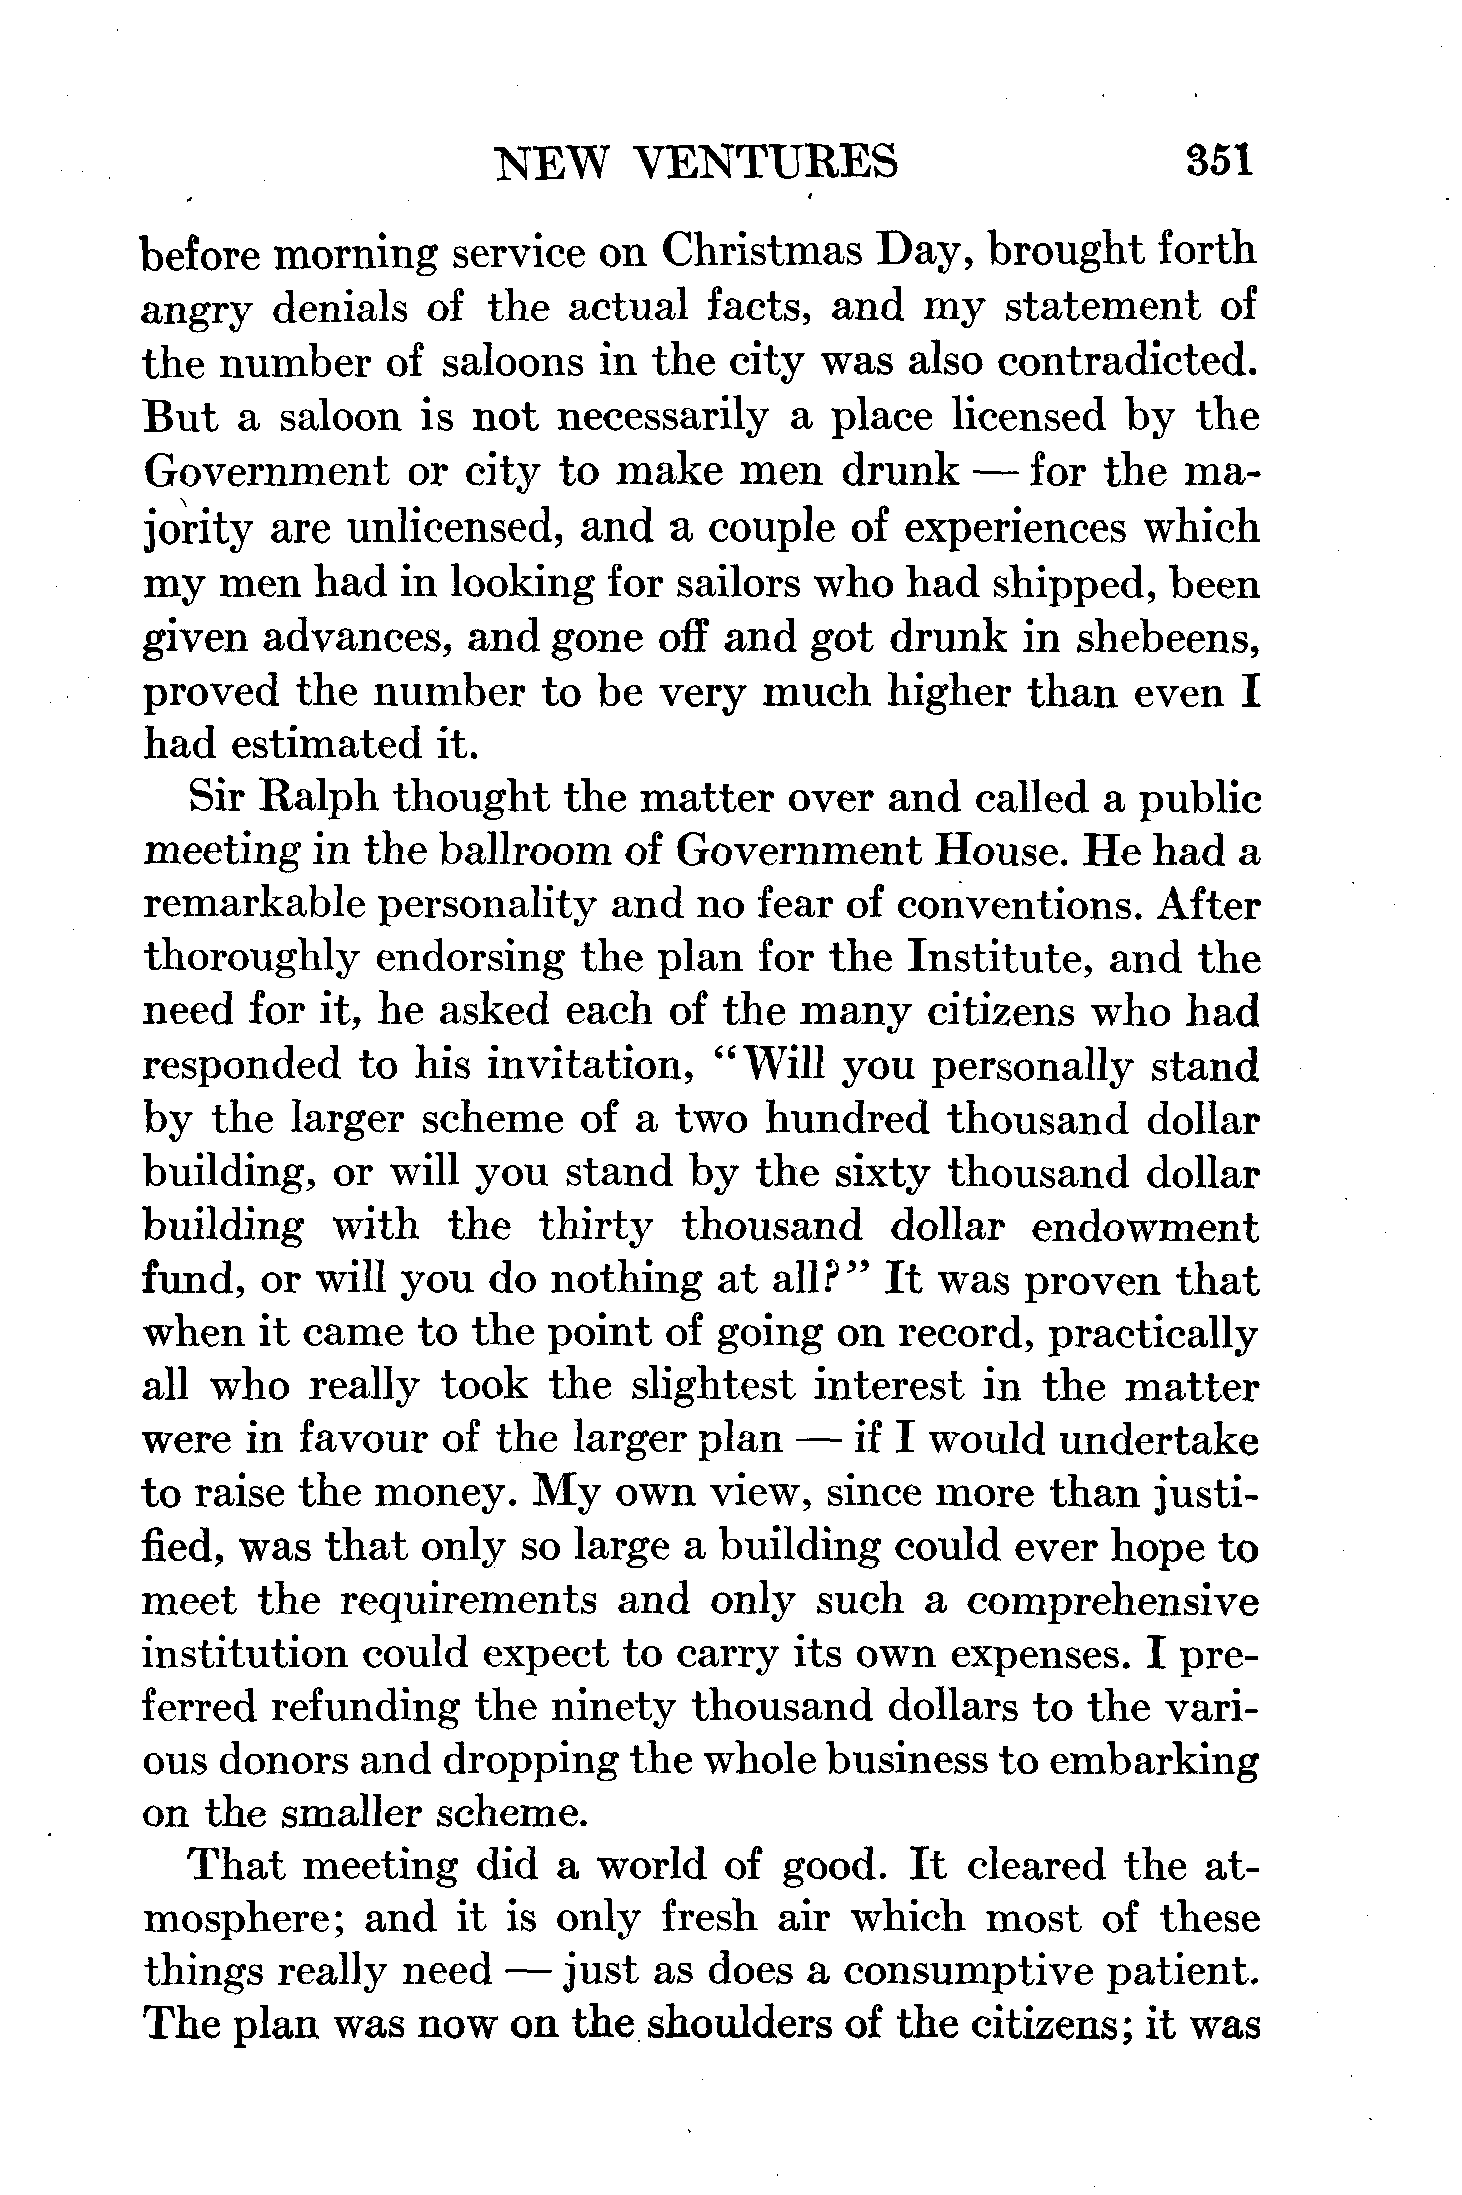 NEW VENTURES 351
before morning service on Christmas Day, brought forth
angry denials of the actual facts, and my statement of
the number of saloons in the city was also contradicted.
But a saloon is not necessarily a place licensed by the
Government or city to make men drunk — for the ma-
jority are unlicensed, and a couple of experiences which
my men had in looking for sailors who had shipped, been
given advances, and gone off and got drunk in shebeens,
proved the number to be very much higher than even I
had estimated it.
Sir Ralph thought the matter over and called a public
meeting in the ballroom of Government House. He had a
remarkable personality and no fear of conventions. After
thoroughly endorsing the plan for the Institute, and the
need for it, he asked each of the many citizens who had
responded to his invitation, “Will you personally stand
by the larger scheme of a two hundred thousand dollar
building, or will you stand by the sixty thousand dollar
building with the thirty thousand dollar endowment
fund, or will you do nothing at all?” It was proven that
when it came to the point of going on record, practically
all who really took the slightest interest in the matter
were in favour of the larger plan — if I would undertake
to raise the money. My own view, since more than justi-
fied, was that only so large a building could ever hope to
meet the requirements and only such a comprehensive
institution could expect to carry its own expenses. I pre-
ferred refunding the ninety thousand dollars to the vari-
ous donors and dropping the whole business to embarking
on the smaller scheme.
That meeting did a world of good. It cleared the at-
mosphere; and it is only fresh air which most of these
things really need — just as does a consumptive patient.
The plan was now on the shoulders of the citizens; it was